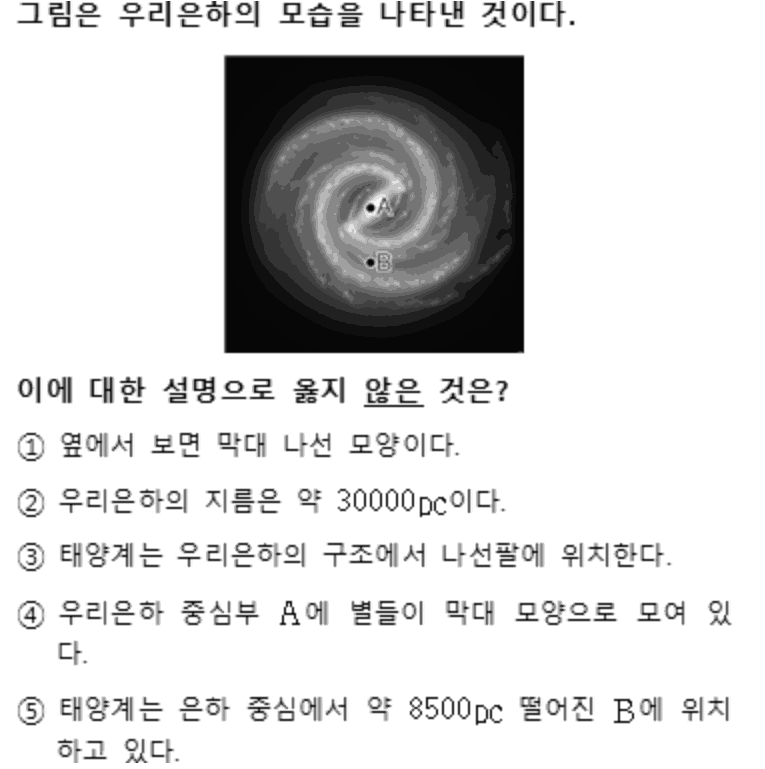 그림은 우리은하의 모습을 나타낸 것이다.
A
B
이에 대한 설명으로 옳지 않은 것은?
① 옆에서 보면 막대 나선 모양이다.
② 우리은하의 지름은 약 30000pc이다.
③ 태양계는 우리은하의 구조에서 나선팔에 위치한다.
④ 우리은하 중심부 A에 별들이 막대 모양으로 모여 있
다.
⑤ 태양계는 은하 중심에서 약 8500pc 떨어진 B에 위치
하고 있다.